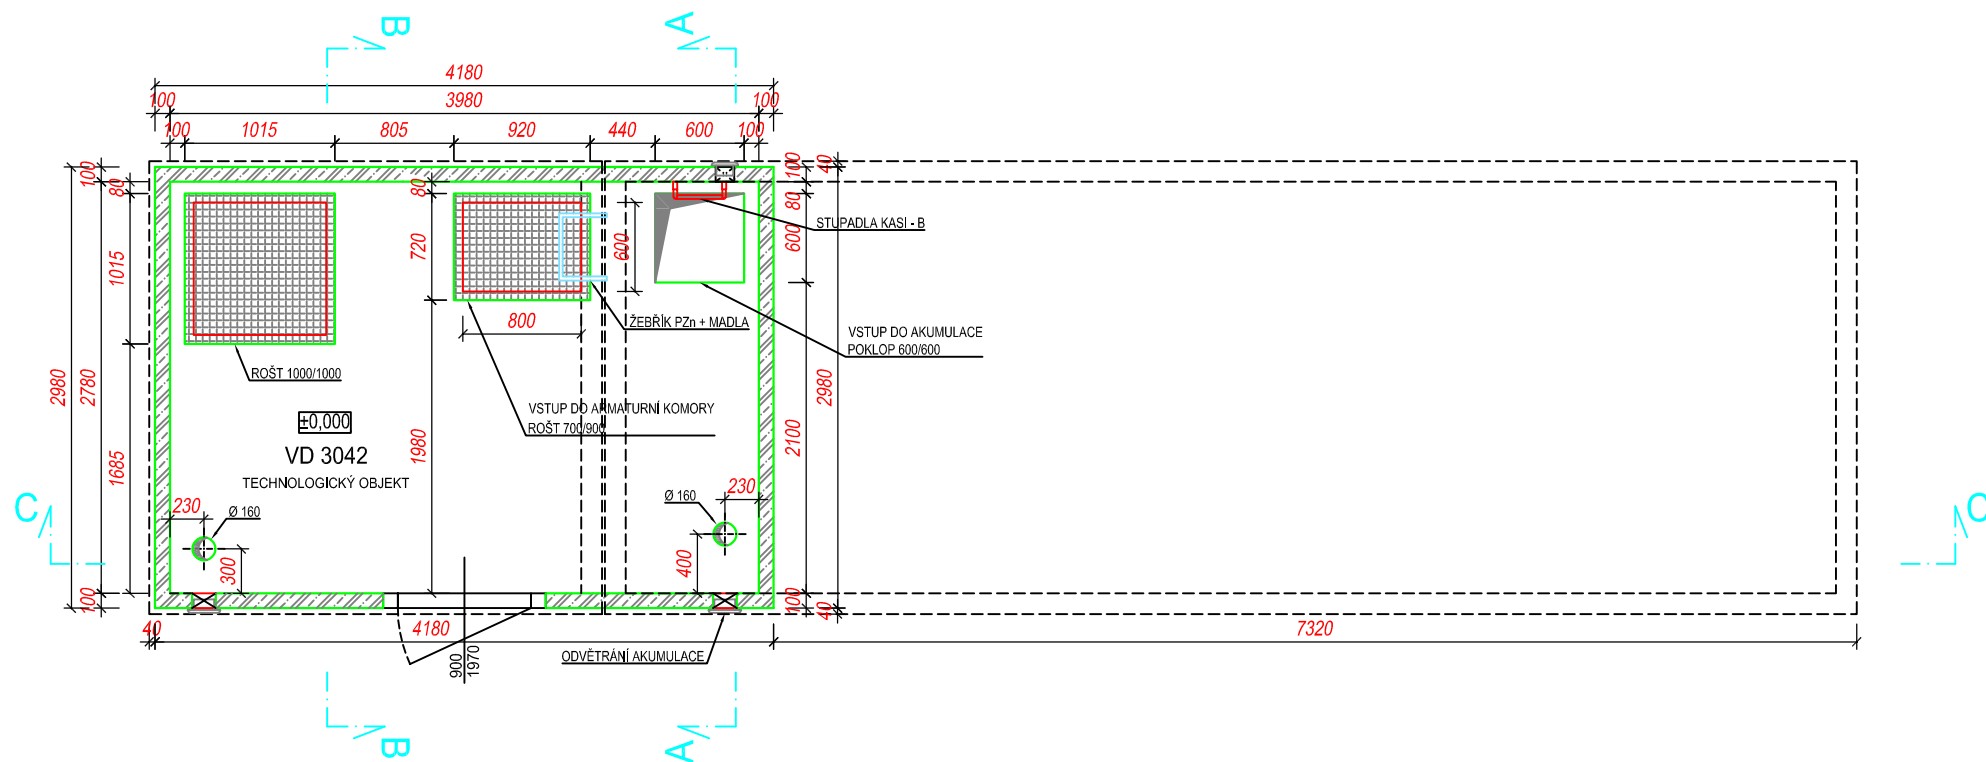 B
A
4180
100
3980
100
100
1015
805
920
440
600
100
100
80
80
100
40
80
STUPADLA KASI - B
1015
720
600
600
ŽEBŘÍK PZn + MADLA
800
VSTUP DO AKUMULACE
POKLOP 600/600
ROŠT 1000/1000
2980
2780
2980
VSTUP DO ARMATURNÍ KOMORY
ROŠT 700/900
±0,000
VD 3042
TECHNOLOGICKÝ OBJEKT
1685
1980
2100
230
Ø 160
Ø 160
230
C
C
300
400
100
100
40
40
4180
7320
900
1970
ODVĚTRÁNÍ AKUMULACE
B
A